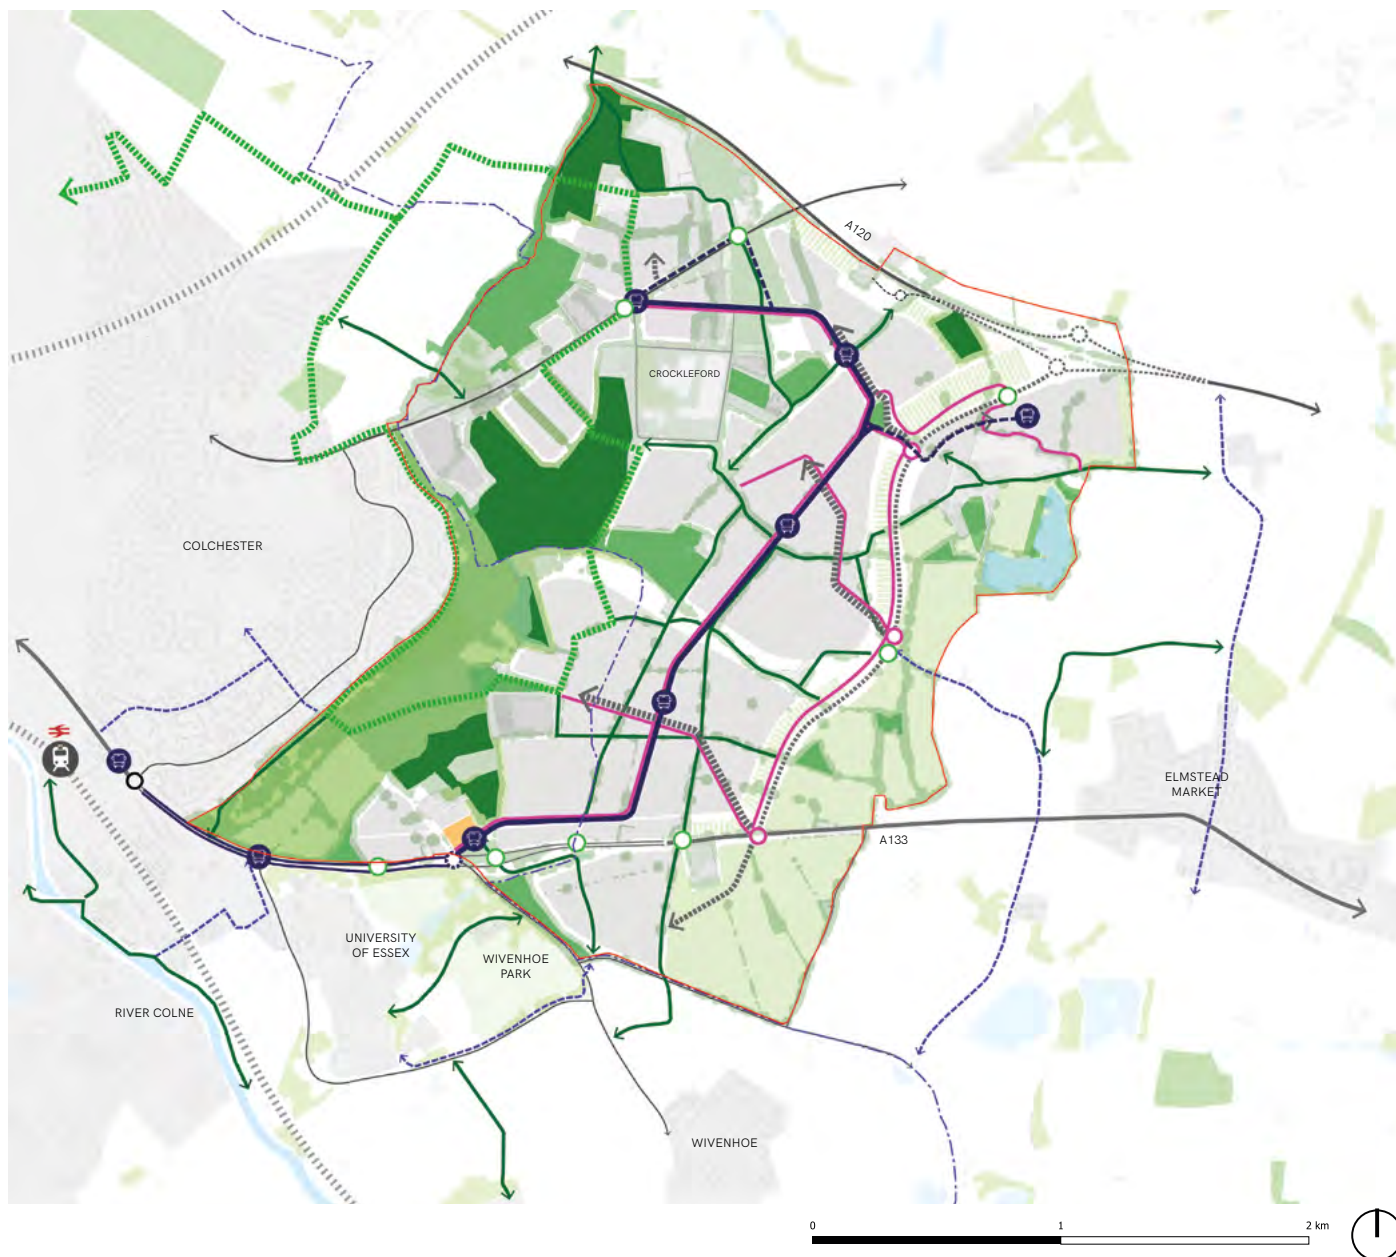 A120
CROCKLEFORD
COLCHESTER
ELMSTEAD
MARKET
A133
UNIVERSITY
OF ESSEX
WIVENHOE
PARK
RIVER COLNE
WIVENHOE
0 1 2 km